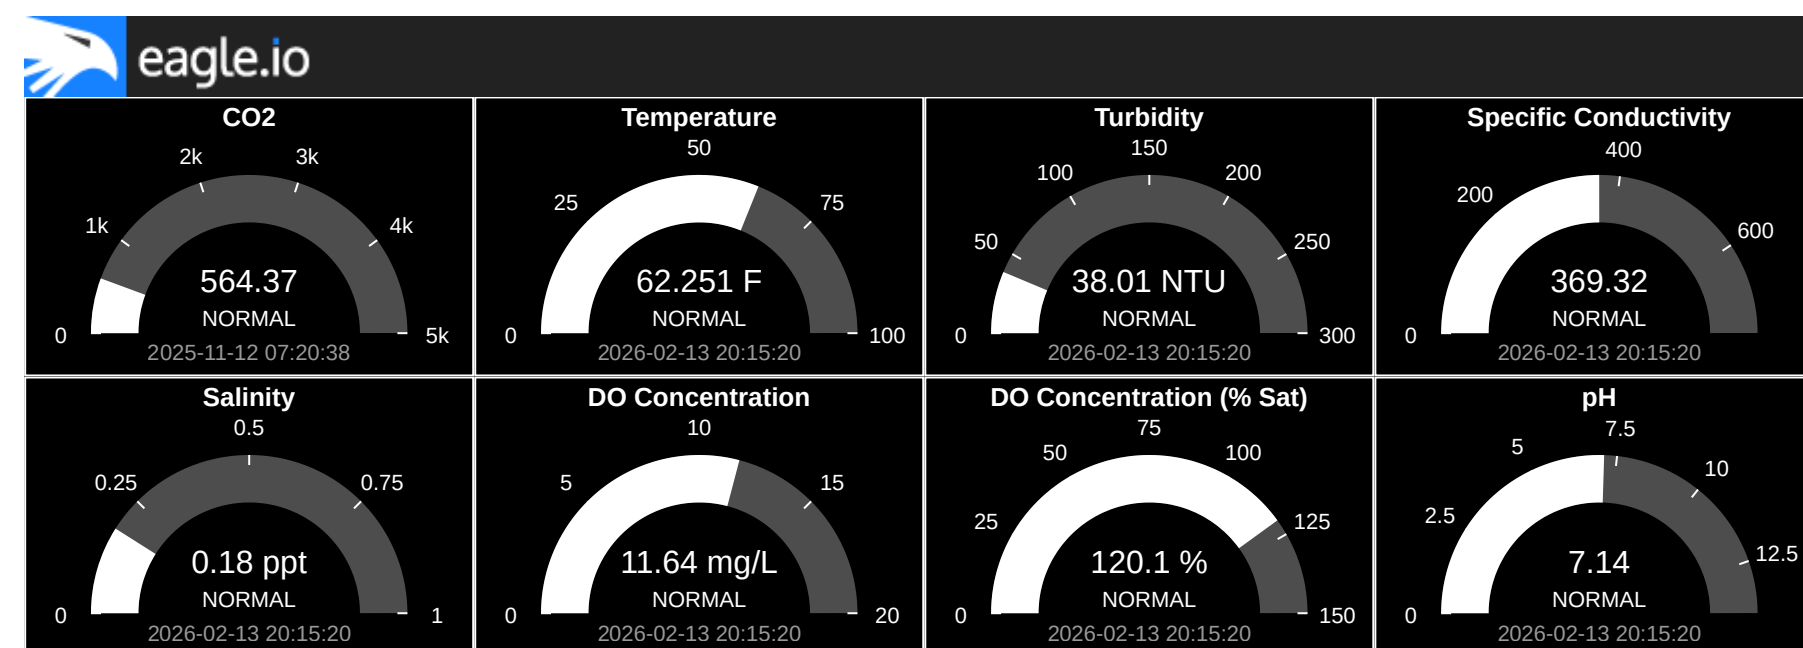 eagle.io
CO2
0
1k
2k
3k
4k
5k
564.37
NORMAL
2025-11-12 07:20:38
Temperature
0
25
50
75
100
62.251 F
NORMAL
2026-02-13 20:15:20
Turbidity
0
50
100
150
200
250
300
38.01 NTU
NORMAL
2026-02-13 20:15:20
Specific Conductivity
0
200
400
600
369.32
NORMAL
2026-02-13 20:15:20
Salinity
0
0.25
0.5
0.75
1
0.18 ppt
NORMAL
2026-02-13 20:15:20
DO Concentration
0
5
10
15
20
11.64 mg/L
NORMAL
2026-02-13 20:15:20
DO Concentration (% Sat)
0
25
50
75
100
125
150
120.1 %
NORMAL
2026-02-13 20:15:20
pH
0
2.5
5
7.5
10
12.5
7.14
NORMAL
2026-02-13 20:15:20